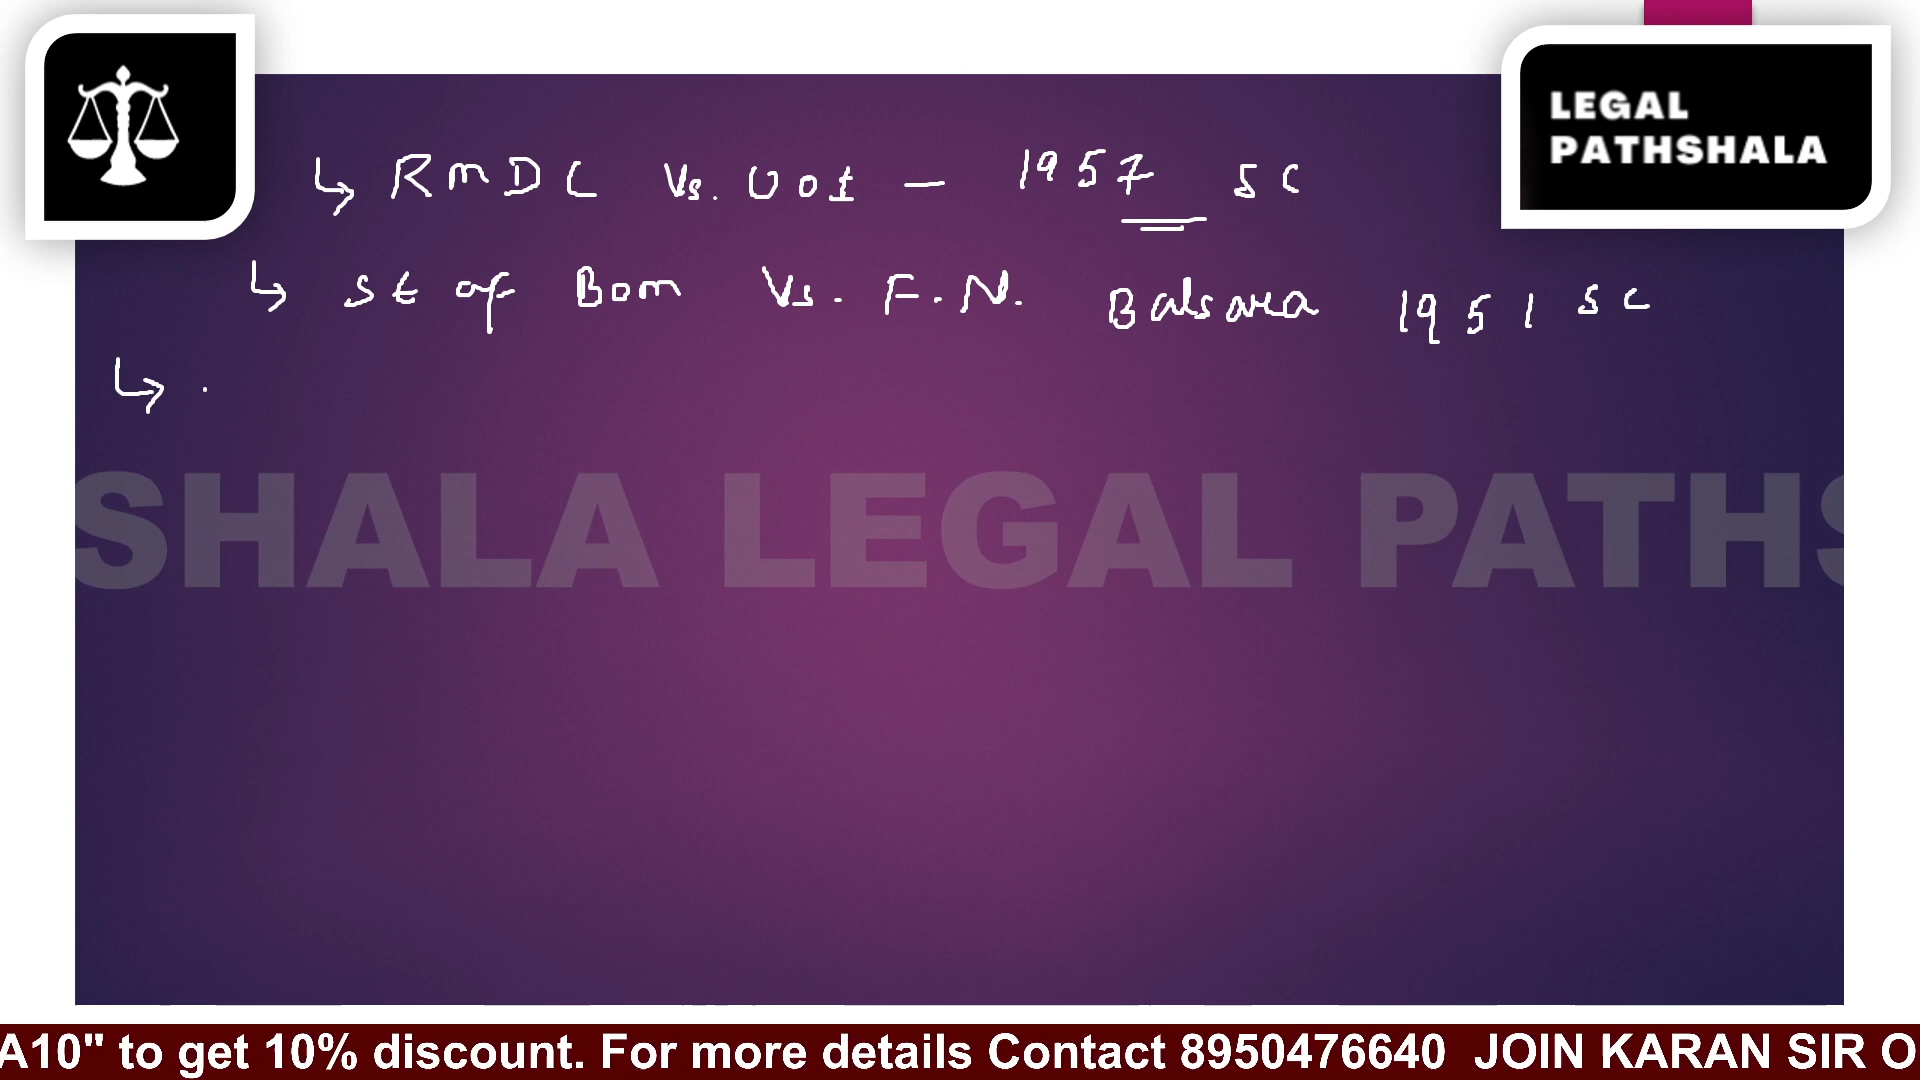 LEGAL
PATHSHALA
↳ RMDC Vs. UOI — 1957 SC
↳ St of Bom Vs. F.N. Balsara 1951 SC
↳ .
SHALA LEGAL PATHS
A10" to get 10% discount. For more details Contact 8950476640 JOIN KARAN SIR O